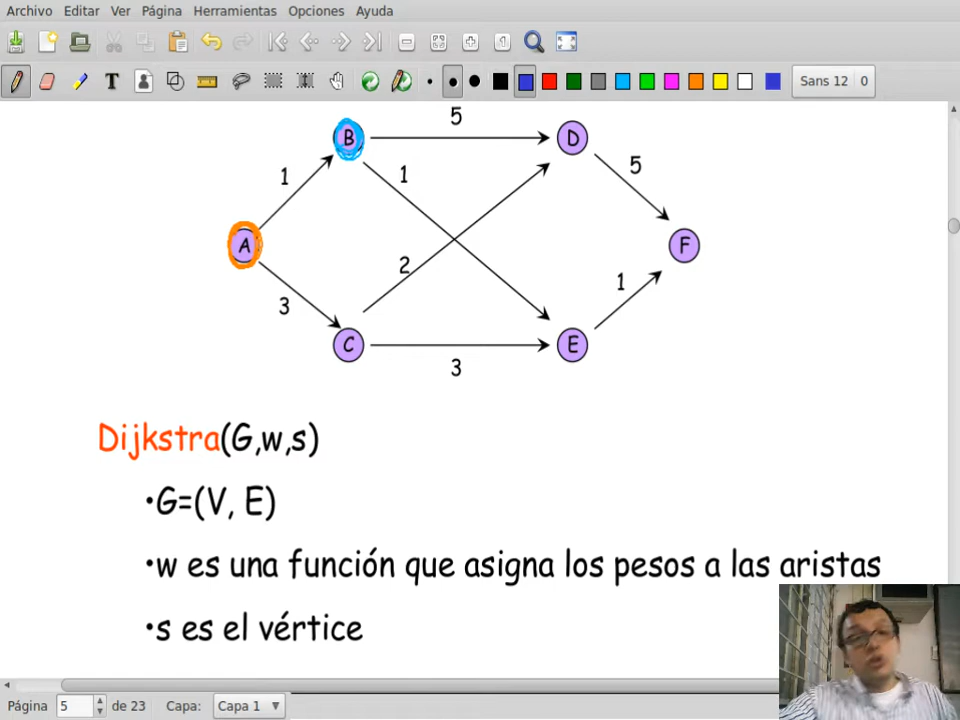 Archivo Editar Ver Página Herramientas Opciones Ayuda
T Sans 12 0
5
B D
1 1 5
A F
2
3 1
C E
3
Dijkstra(G,w,s)
•G=(V, E)
•w es una función que asigna los pesos a las aristas
•s es el vértice
Página 5 de 23 Capa: Capa 1